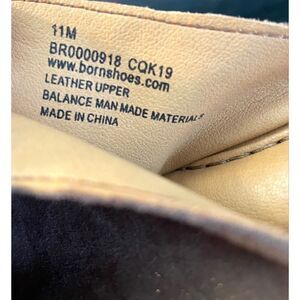 11M
BR0000918 CQK19
www.bornshoes.com
LEATHER UPPER
BALANCE MAN MADE MATERIALS
MADE IN CHINA